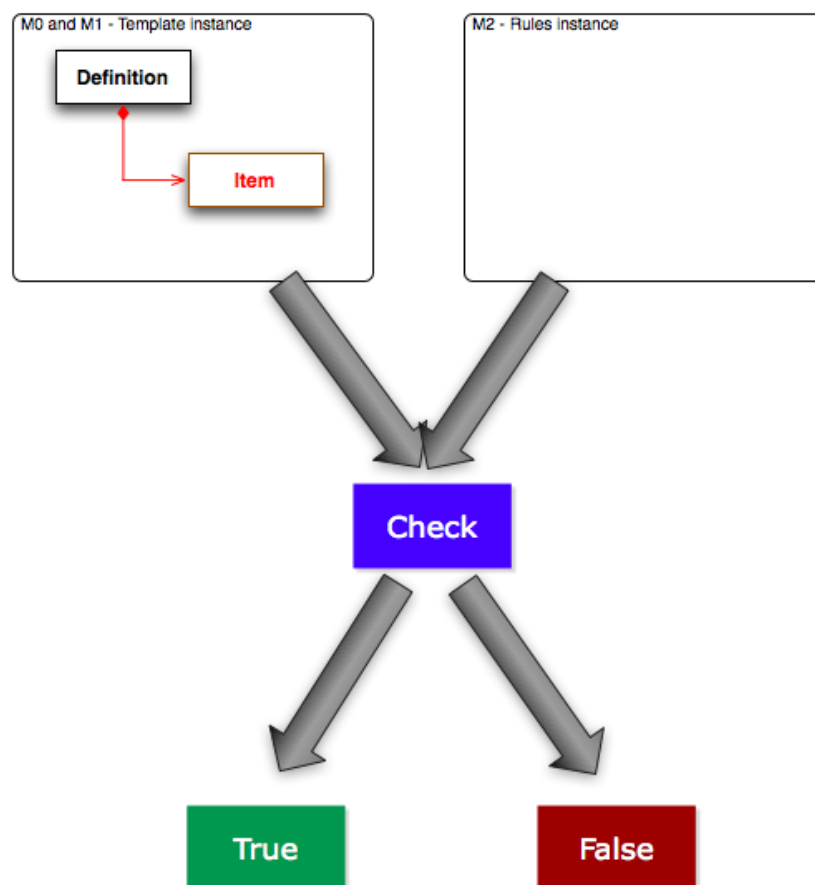 M0 and M1 - Template instance
M2 - Rules instance
Definition
Item
Check
True
False